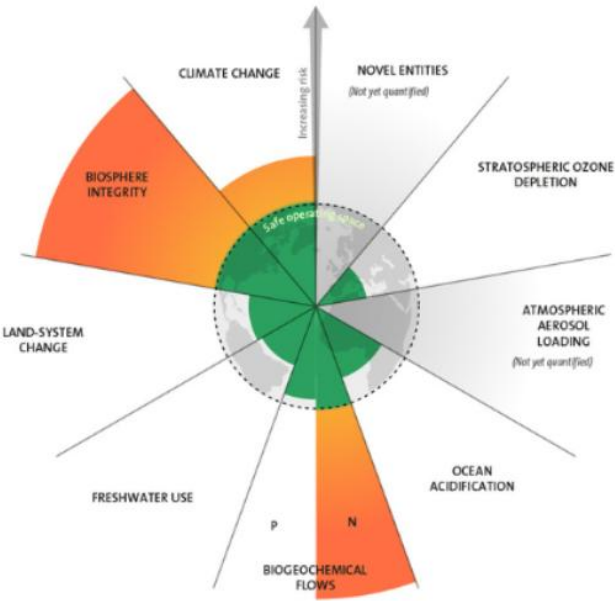 CLIMATE CHANGE
Increasing risk
NOVEL ENTITIES
(Not yet quantified)
BIOSPHERE
INTEGRITY
STRATOSPHERIC OZONE
DEPLETION
Safe operating space
LAND-SYSTEM
CHANGE
ATMOSPHERIC
AEROSOL
LOADING
(Not yet quantified)
FRESHWATER USE
OCEAN
ACIDIFICATION
P
N
BIOGEOCHEMICAL
FLOWS